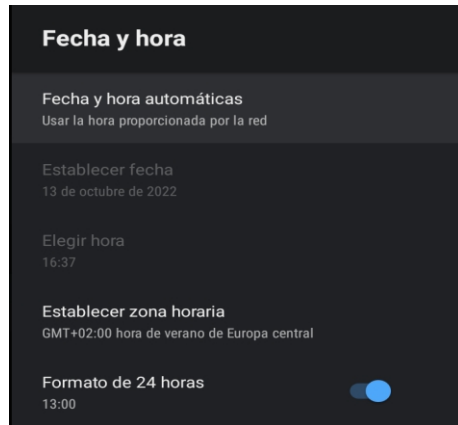 Fecha y hora
Fecha y hora automáticas
Usar la hora proporcionada por la red
Establecer fecha
13 de octubre de 2022
Elegir hora
16:37
Establecer zona horaria
GMT+02:00 hora de verano de Europa central
Formato de 24 horas
13:00